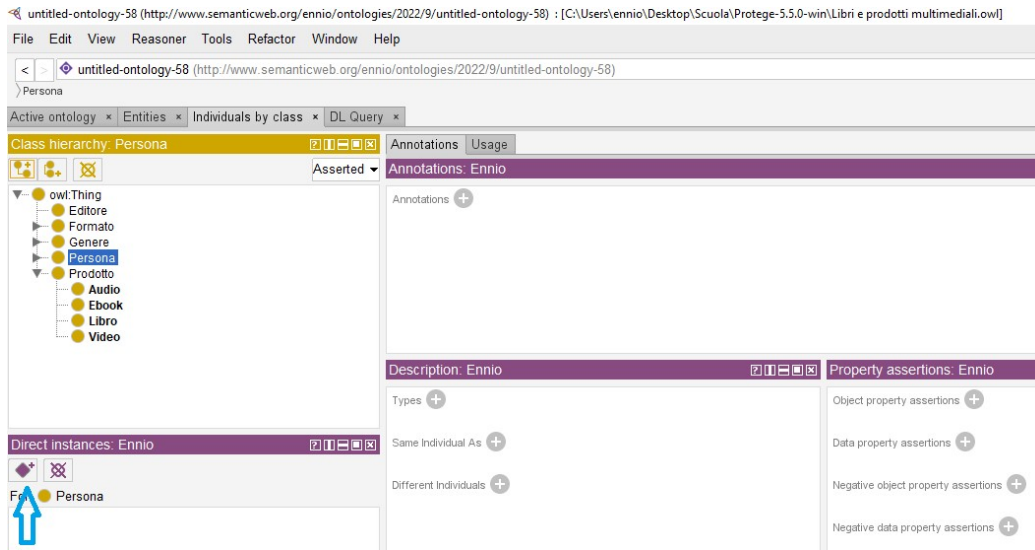 untitled-ontology-58 (http://www.semanticweb.org/ennio/ontologies/2022/9/untitled-ontology-58) : [C:\Users\ennio\Desktop\Scuola\Protege-5.5.0-win\Libri e prodotti multimediali.owl]
File Edit View Reasoner Tools Refactor Window Help
< > untitled-ontology-58 (http://www.semanticweb.org/ennio/ontologies/2022/9/untitled-ontology-58)
Persona
Active ontology × Entities × Individuals by class × DL Query ×
Class hierarchy: Persona
Asserted
owl:Thing
Editore
Formato
Genere
Persona
Prodotto
Audio
Ebook
Libro
Video
Direct instances: Ennio
For: Persona
Annotations Usage
Annotations: Ennio
Annotations
Description: Ennio
Types
Same Individual As
Different Individuals
Property assertions: Ennio
Object property assertions
Data property assertions
Negative object property assertions
Negative data property assertions